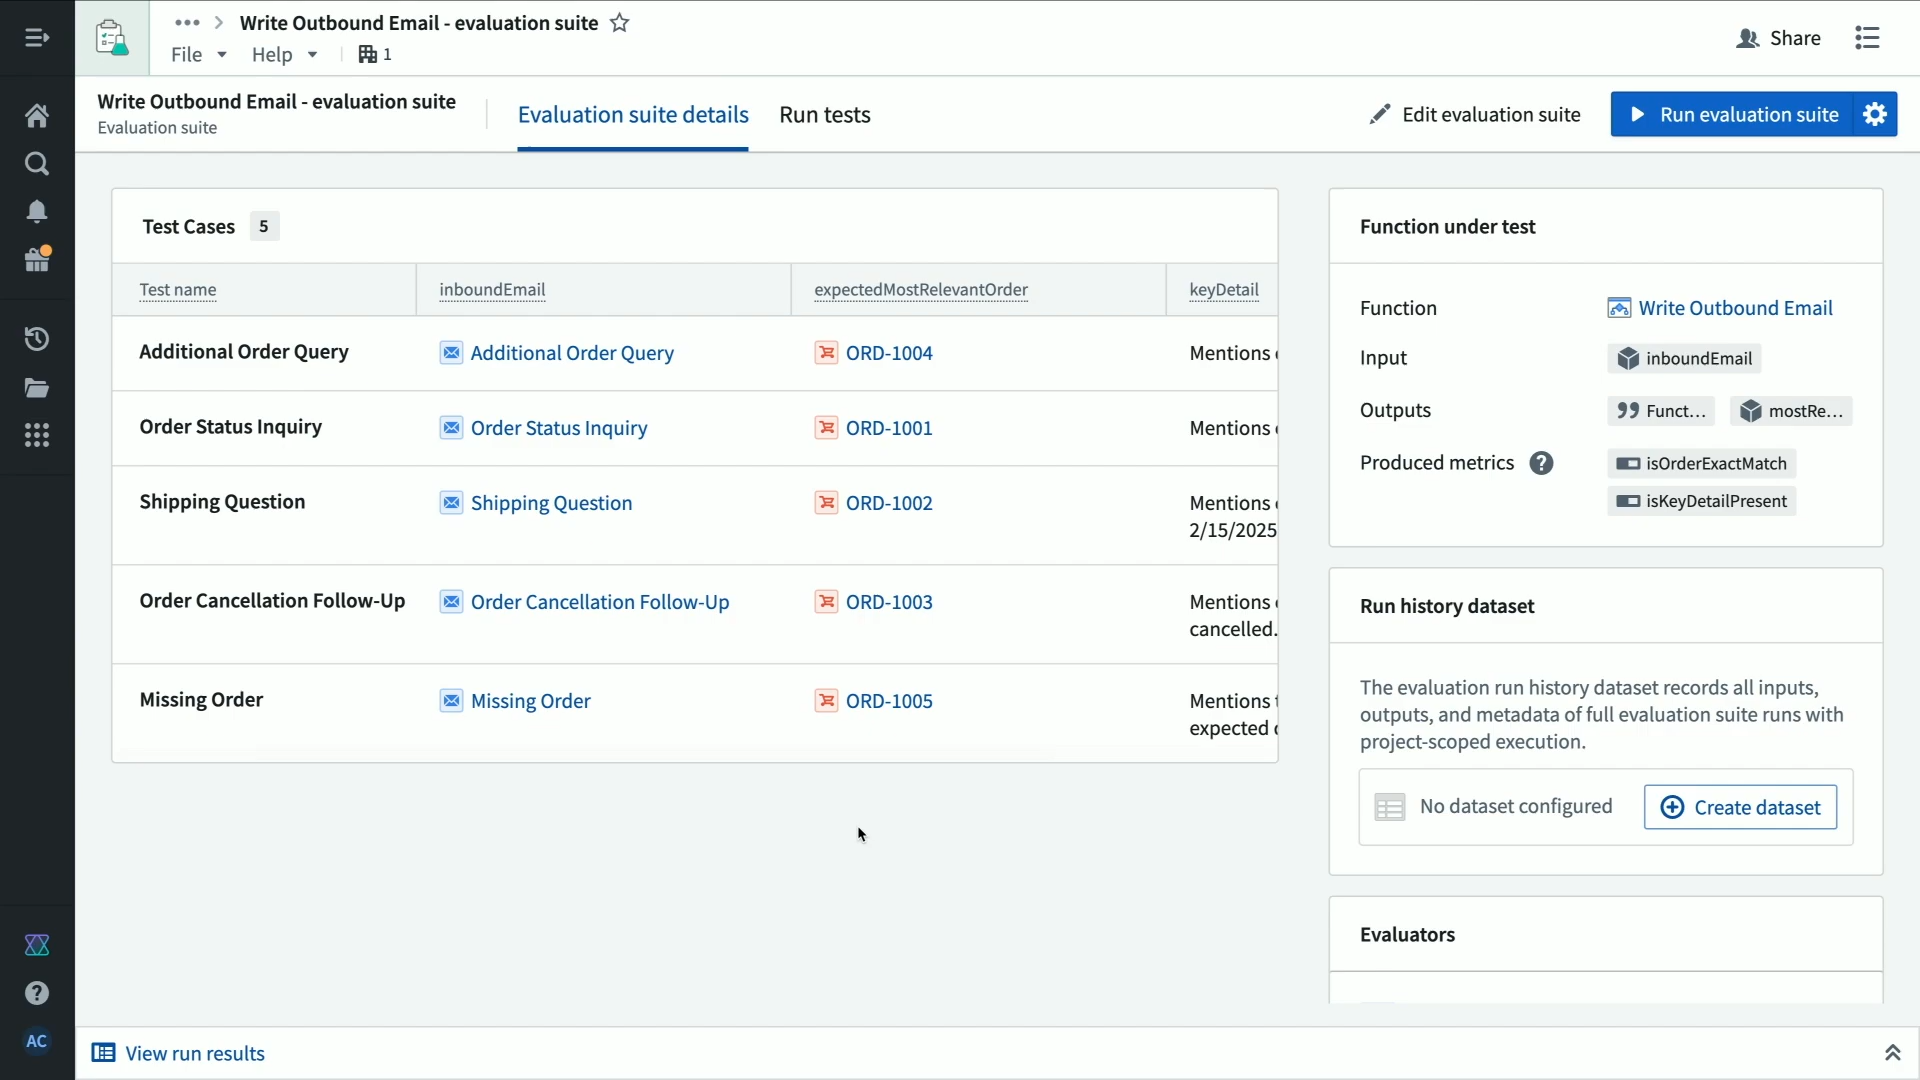 Write Outbound Email - evaluation suite
File
Help
1
Share
Write Outbound Email - evaluation suite
Evaluation suite
Evaluation suite details
Run tests
Edit evaluation suite
Run evaluation suite
Test Cases 5
Test name
inboundEmail
expectedMostRelevantOrder
keyDetail
Additional Order Query
Additional Order Query
ORD-1004
Mentions
Order Status Inquiry
Order Status Inquiry
ORD-1001
Mentions
Shipping Question
Shipping Question
ORD-1002
Mentions
2/15/2025
Order Cancellation Follow-Up
Order Cancellation Follow-Up
ORD-1003
Mentions
cancelled.
Missing Order
Missing Order
ORD-1005
Mentions
expected
Function under test
Function
Write Outbound Email
Input
inboundEmail
Outputs
Funct...
mostRe...
Produced metrics
isOrderExactMatch
isKeyDetailPresent
Run history dataset
The evaluation run history dataset records all inputs,
outputs, and metadata of full evaluation suite runs with
project-scoped execution.
No dataset configured
Create dataset
Evaluators
AC
View run results